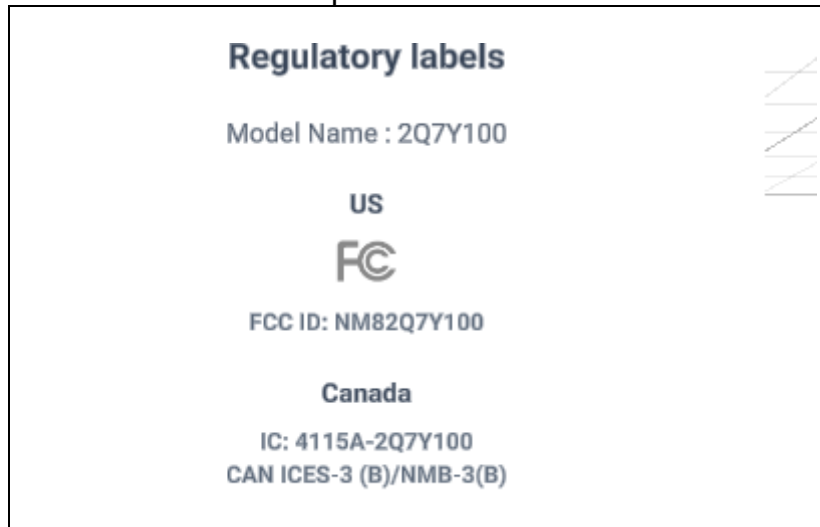 Regulatory labels
Model Name : 2Q7Y100
US
FC
FCC ID: NM82Q7Y100
Canada
IC: 4115A-2Q7Y100
CAN ICES-3 (B)/NMB-3(B)